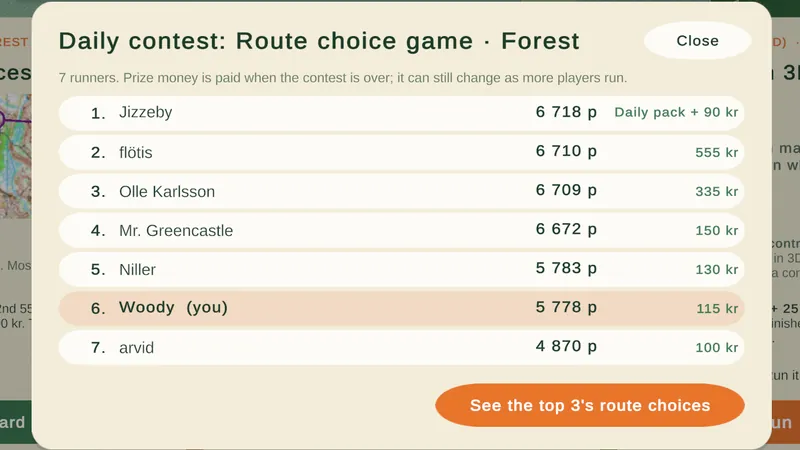 Daily contest: Route choice game · Forest
Close
7 runners. Prize money is paid when the contest is over; it can still change as more players run.
1. Jizzeby 6 718 p Daily pack + 90 kr
2. flötis 6 710 p 555 kr
3. Olle Karlsson 6 709 p 335 kr
4. Mr. Greencastle 6 672 p 150 kr
5. Niller 5 783 p 130 kr
6. Woody (you) 5 778 p 115 kr
7. arvid 4 870 p 100 kr
See the top 3's route choices